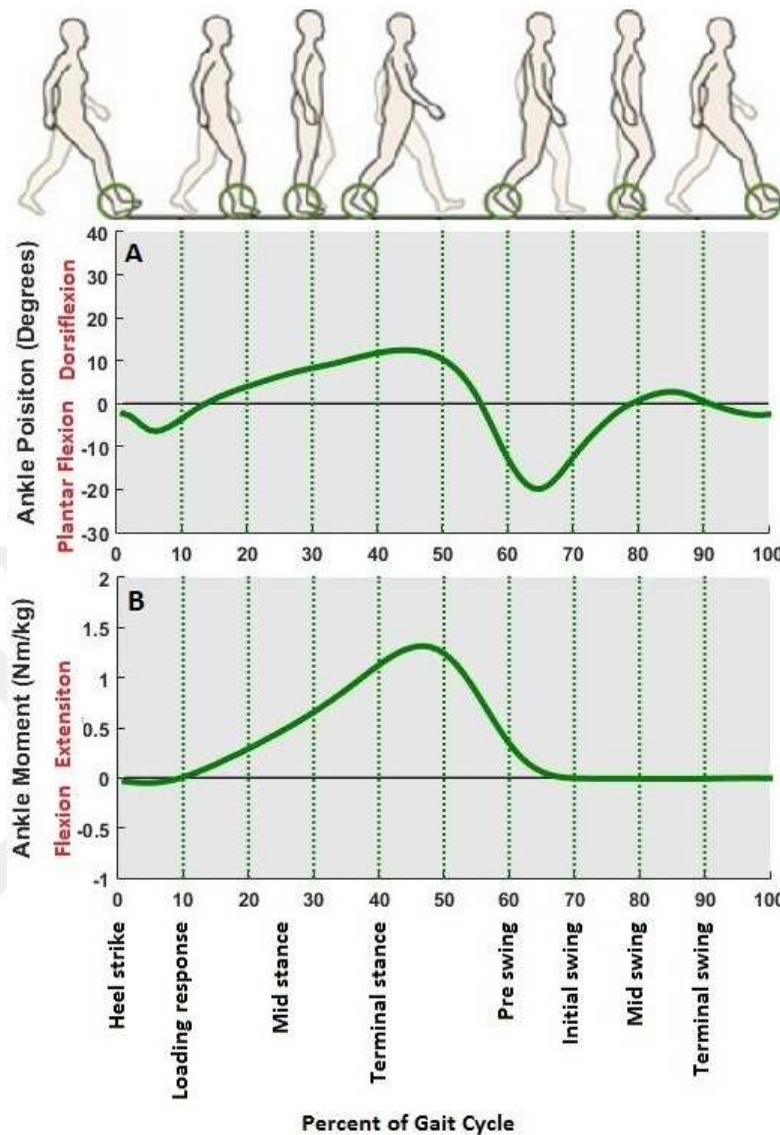 A
Ankle Poisiton (Degrees)
Plantar Flexion Dorsiflexion
40
30
20
10
0
-10
-20
-30
0 10 20 30 40 50 60 70 80 90 100
B
Ankle Moment (Nm/kg)
Flexion Extensiton
2
1.5
1
0.5
0
-0.5
-1
0 10 20 30 40 50 60 70 80 90 100
Heel strike
Loading response
Mid stance
Terminal stance
Pre swing
Initial swing
Mid swing
Terminal swing
Percent of Gait Cycle